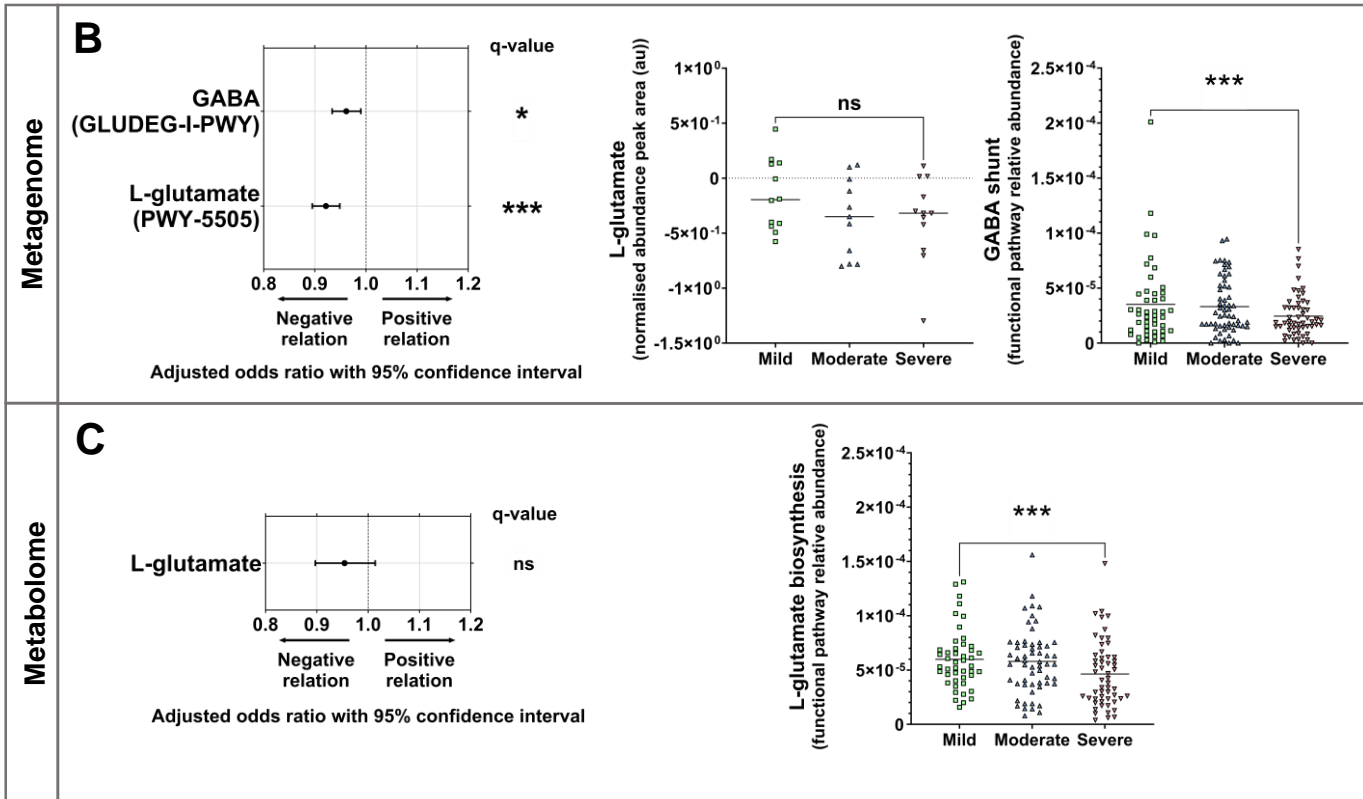 Metagenome
B
q-value
GABA
(GLUDEG-I-PWY)
*
L-glutamate
(PWY-5505)
***
0.8 0.9 1.0 1.1 1.2
Negative
relation
Positive
relation
Adjusted odds ratio with 95% confidence interval
L-glutamate
(normalised abundance peak area (au))
1×10⁰
5×10⁻¹
0
-5×10⁻¹
-1×10⁰
-1.5×10⁰
ns
Mild Moderate Severe
GABA shunt
(functional pathway relative abundance)
2.5×10⁻⁴
2×10⁻⁴
1.5×10⁻⁴
1×10⁻⁴
5×10⁻⁵
0
***
Mild Moderate Severe
Metabolome
C
q-value
L-glutamate
ns
0.8 0.9 1.0 1.1 1.2
Negative
relation
Positive
relation
Adjusted odds ratio with 95% confidence interval
L-glutamate biosynthesis
(functional pathway relative abundance)
2.5×10⁻⁴
2×10⁻⁴
1.5×10⁻⁴
1×10⁻⁴
5×10⁻⁵
0
***
Mild Moderate Severe